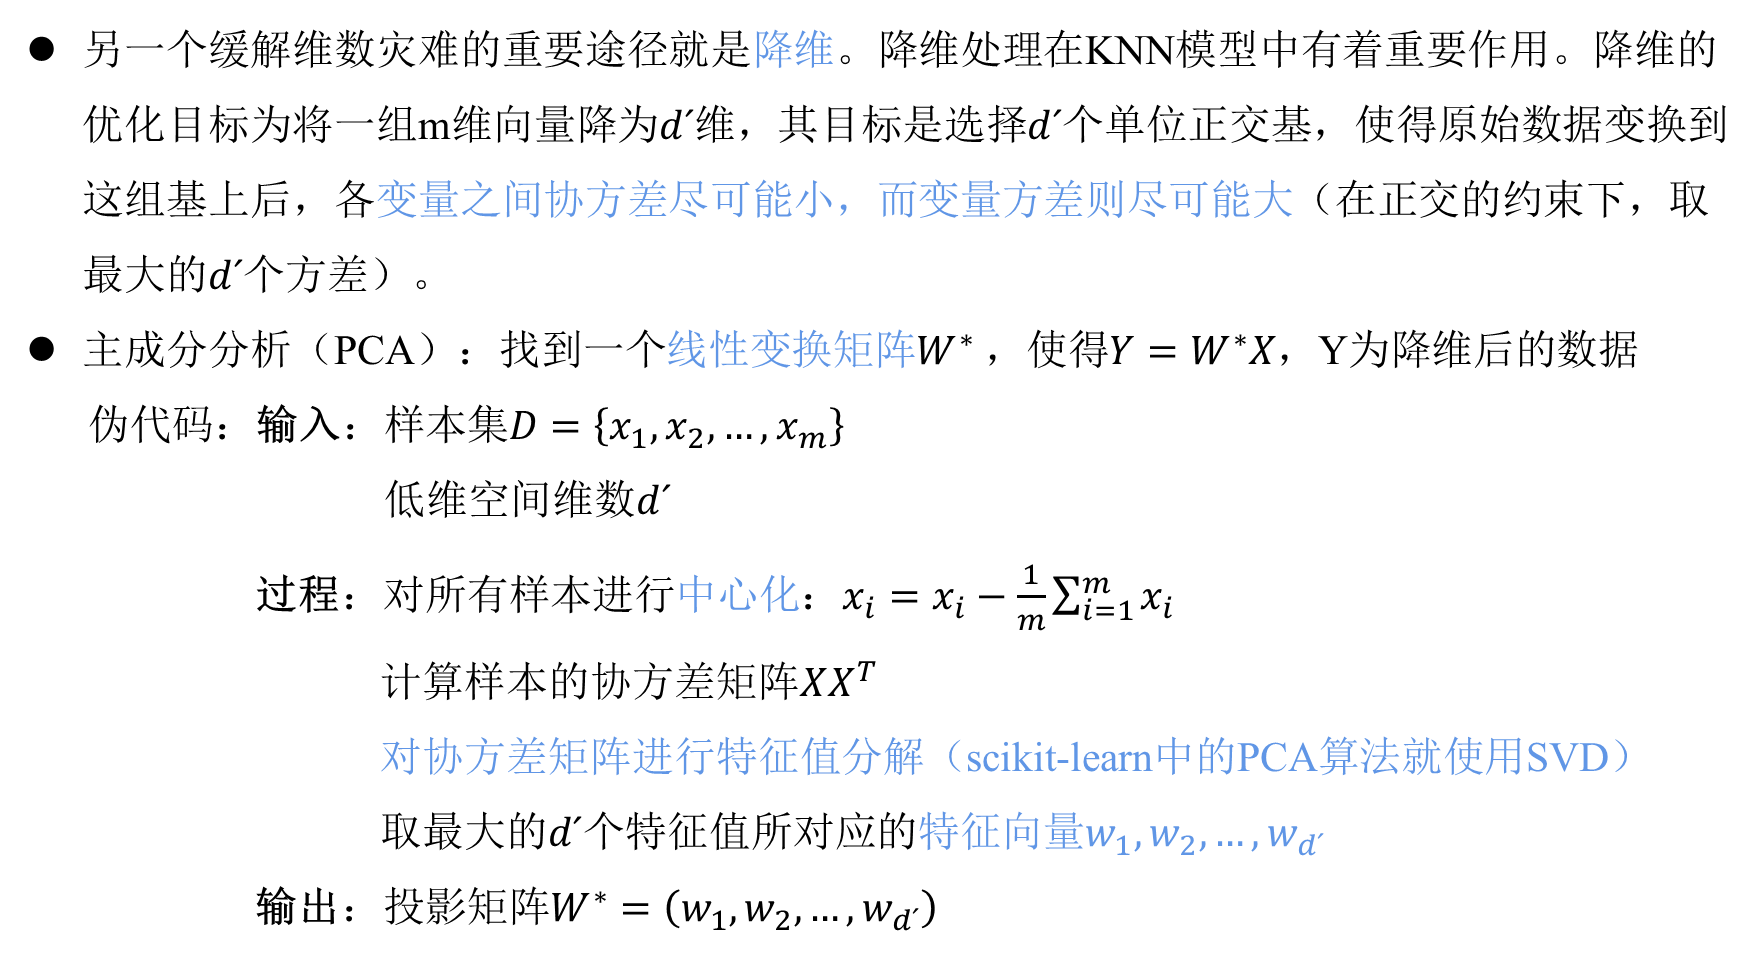 ● 另一个缓解维数灾难的重要途径就是降维。降维处理在KNN模型中有着重要作用。降维的
优化目标为将一组m维向量降为d´维，其目标是选择d´个单位正交基，使得原始数据变换到
这组基上后，各变量之间协方差尽可能小，而变量方差则尽可能大（在正交的约束下，取
最大的d´个方差）。
● 主成分分析（PCA）：找到一个线性变换矩阵W*，使得Y = W*X，Y为降维后的数据
伪代码：输入：样本集D = {x₁, x₂, … , xₘ}
低维空间维数d´
过程：对所有样本进行中心化：xᵢ = xᵢ − \frac{1}{m}∑_{i=1}^{m} xᵢ
计算样本的协方差矩阵XXᵀ
对协方差矩阵进行特征值分解（scikit-learn中的PCA算法就使用SVD）
取最大的d´个特征值所对应的特征向量w₁, w₂, … , w_{d´}
输出：投影矩阵W* = (w₁, w₂, … , w_{d´})